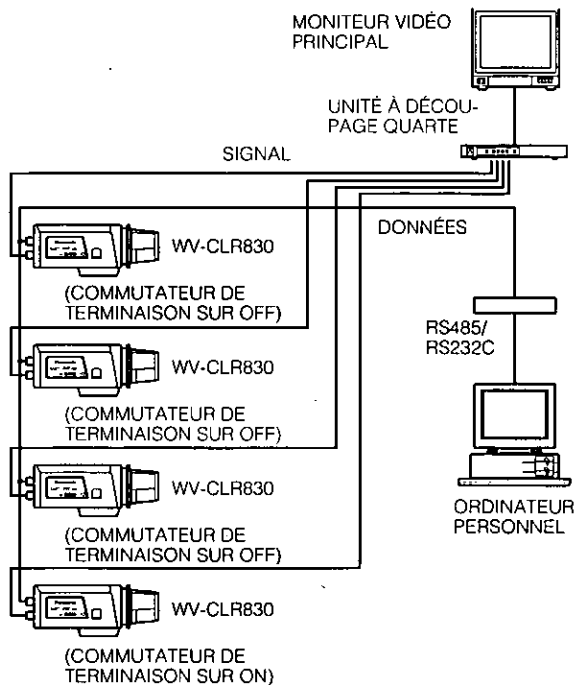 MONITEUR VIDÉO
PRINCIPAL
UNITÉ À DÉCOU-
PAGE QUARTE
SIGNAL
DONNÉES
WV-CLR830
(COMMUTATEUR DE
TERMINAISON SUR OFF)
RS485/
RS232C
WV-CLR830
(COMMUTATEUR DE
TERMINAISON SUR OFF)
WV-CLR830
(COMMUTATEUR DE
TERMINAISON SUR OFF)
ORDINATEUR
PERSONNEL
WV-CLR830
(COMMUTATEUR DE
TERMINAISON SUR ON)